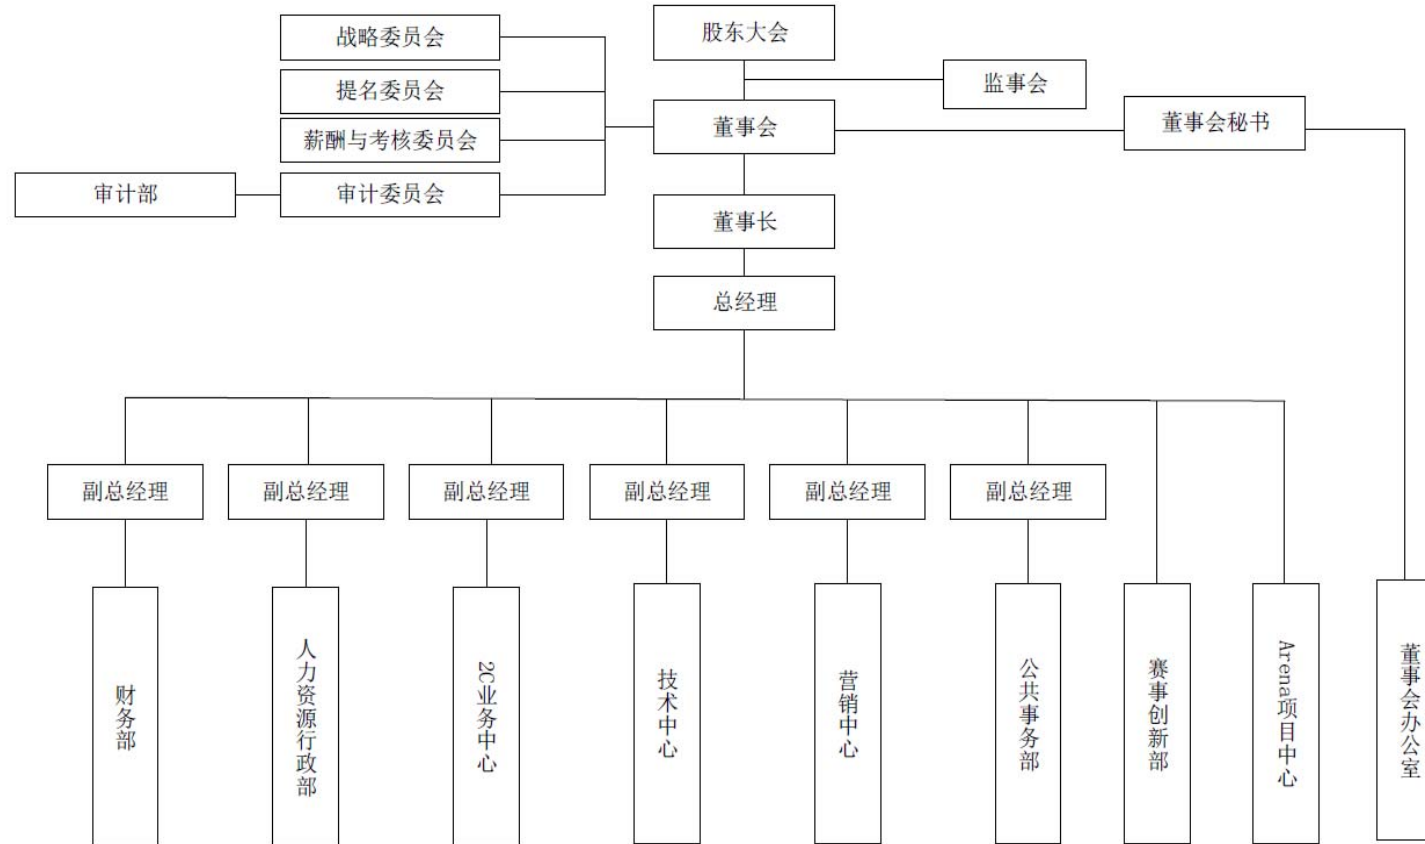 战略委员会
股东大会
提名委员会
监事会
董事会
董事会秘书
薪酬与考核委员会
审计部
审计委员会
董事长
总经理
副总经理
副总经理
副总经理
副总经理
副总经理
副总经理
财务部
人力资源行政部
2C业务中心
技术中心
营销中心
公共事务部
赛事创新部
Arena项目中心
董事会办公室